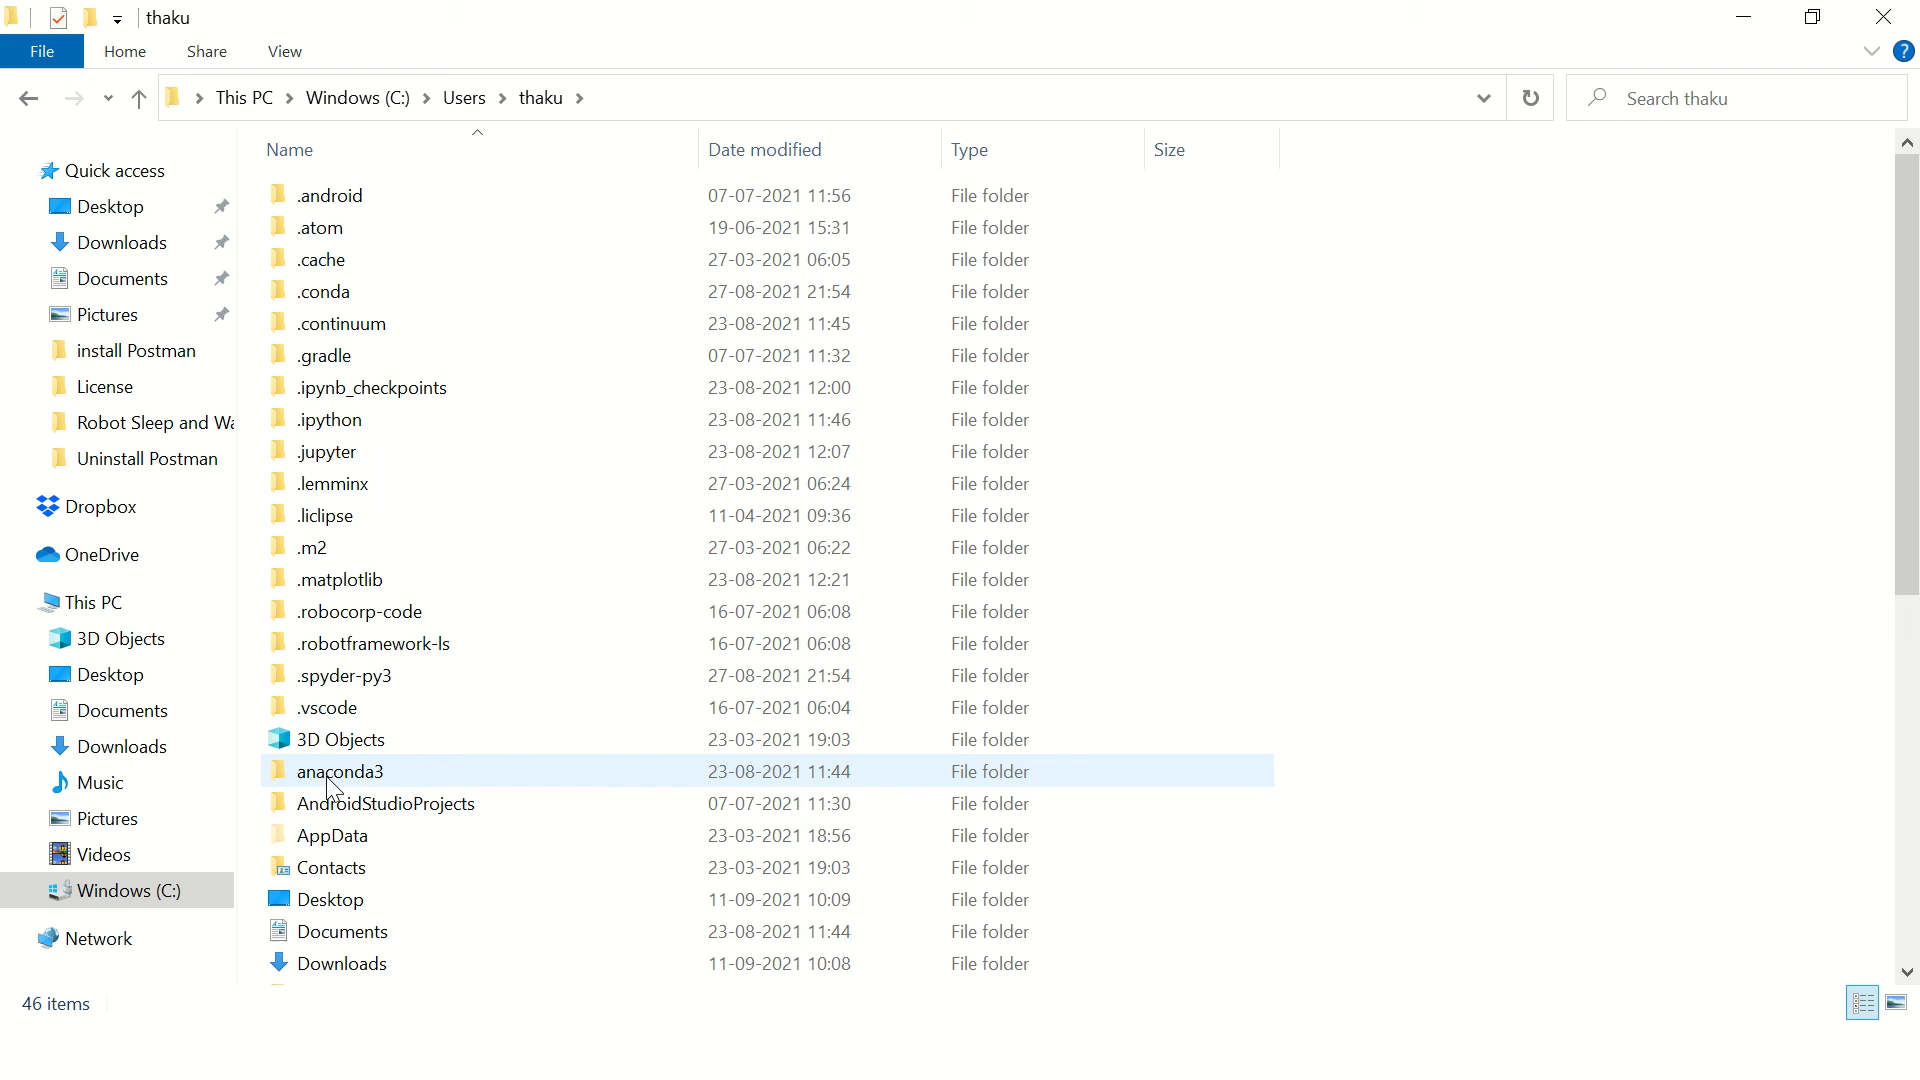 thaku
File Home Share View
This PC Windows (C:) Users thaku Search thaku
Name Date modified Type Size
Quick access
Desktop
Downloads
Documents
Pictures
install Postman
License
Robot Sleep and Wa
Uninstall Postman
Dropbox
OneDrive
This PC
3D Objects
Desktop
Documents
Downloads
Music
Pictures
Videos
Windows (C:)
Network
.android 07-07-2021 11:56 File folder
.atom 19-06-2021 15:31 File folder
.cache 27-03-2021 06:05 File folder
.conda 27-08-2021 21:54 File folder
.continuum 23-08-2021 11:45 File folder
.gradle 07-07-2021 11:32 File folder
.ipynb_checkpoints 23-08-2021 12:00 File folder
.ipython 23-08-2021 11:46 File folder
.jupyter 23-08-2021 12:07 File folder
.lemminx 27-03-2021 06:24 File folder
.liclipse 11-04-2021 09:36 File folder
.m2 27-03-2021 06:22 File folder
.matplotlib 23-08-2021 12:21 File folder
.robocorp-code 16-07-2021 06:08 File folder
.robotframework-ls 16-07-2021 06:08 File folder
.spyder-py3 27-08-2021 21:54 File folder
.vscode 16-07-2021 06:04 File folder
3D Objects 23-03-2021 19:03 File folder
anaconda3 23-08-2021 11:44 File folder
AndroidStudioProjects 07-07-2021 11:30 File folder
AppData 23-03-2021 18:56 File folder
Contacts 23-03-2021 19:03 File folder
Desktop 11-09-2021 10:09 File folder
Documents 23-08-2021 11:44 File folder
Downloads 11-09-2021 10:08 File folder
46 items